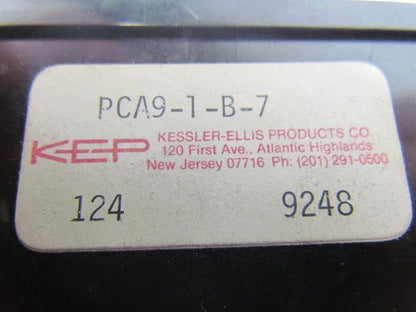 PCA9-1-B-7
KEP
KESSLER-ELLIS PRODUCTS CO.
120 First Ave., Atlantic Highlands
New Jersey 07716 Ph: (201) 291-0500
124 9248